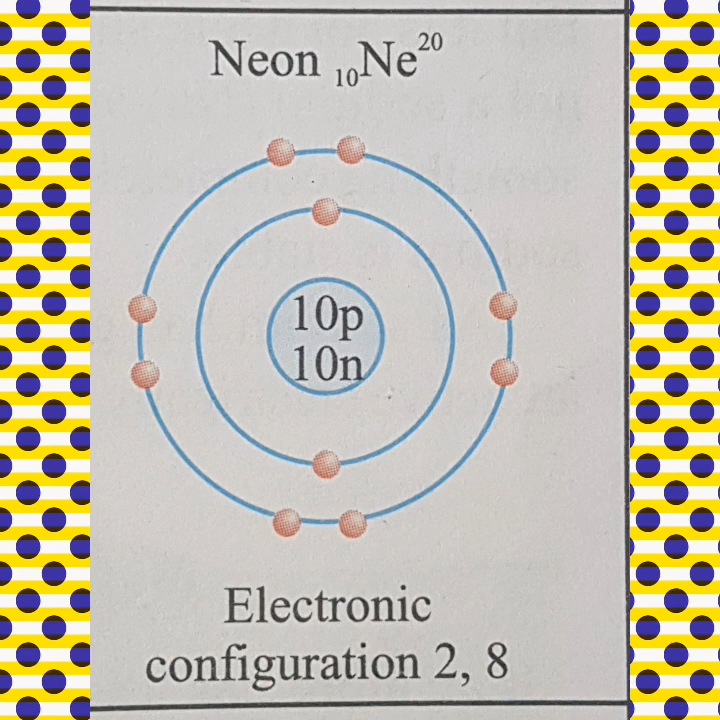 Neon ₁₀Ne²⁰
10p
10n
Electronic
configuration 2, 8